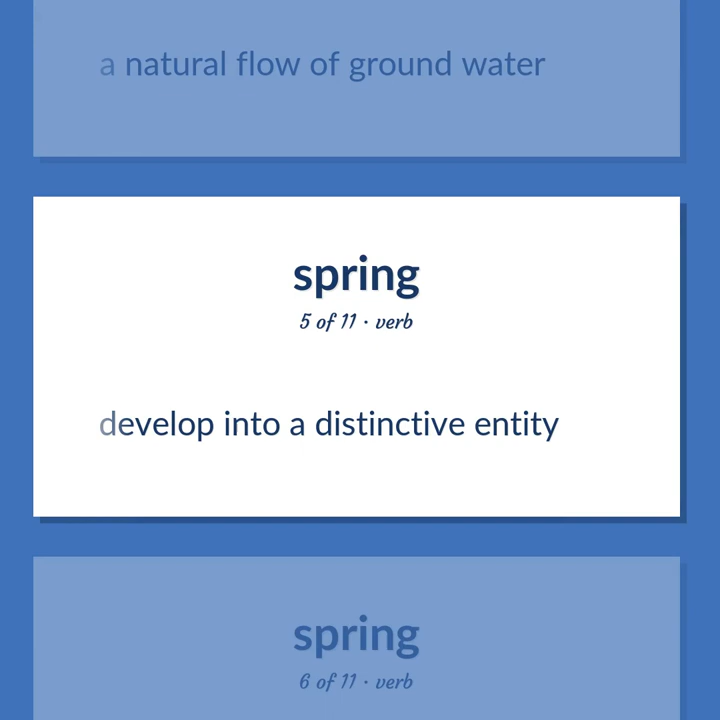 a natural flow of ground water
spring
5 of 11 · verb
develop into a distinctive entity
spring
6 of 11 · verb